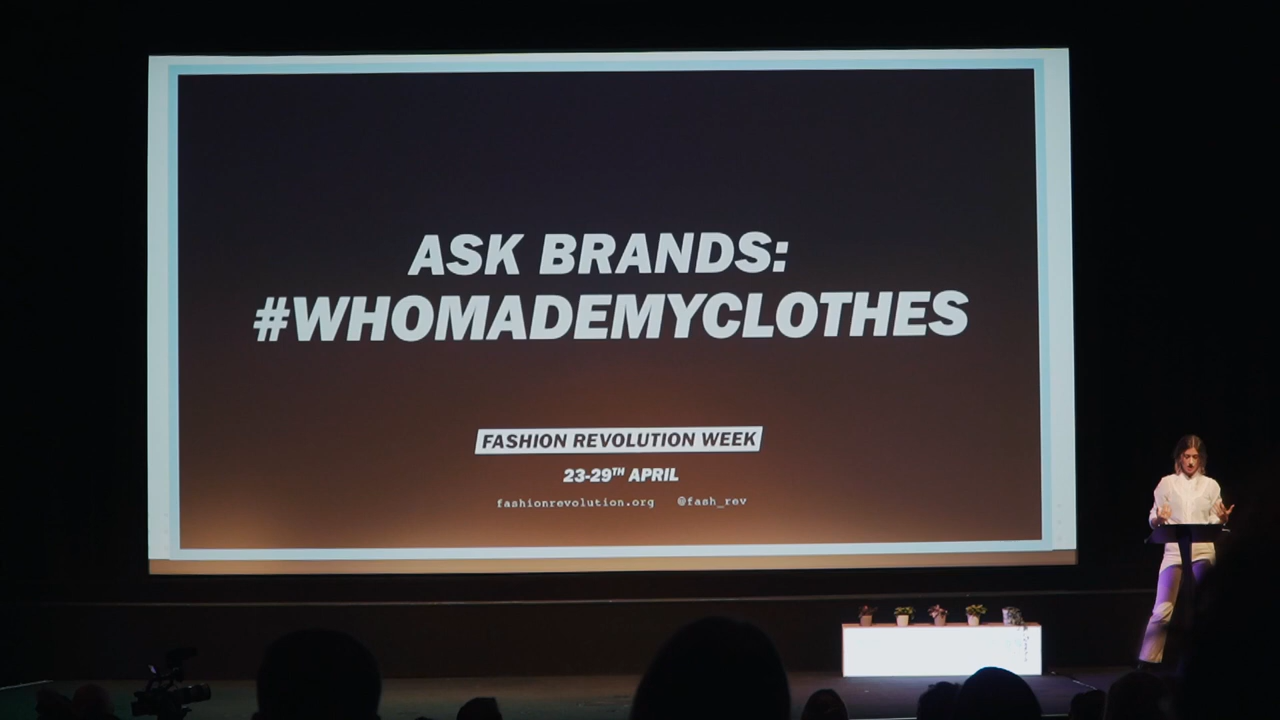 ASK BRANDS:
#WHOMADEMYCLOTHES
FASHION REVOLUTION WEEK
23-29TH APRIL
fashionrevolution.org @fash_rev